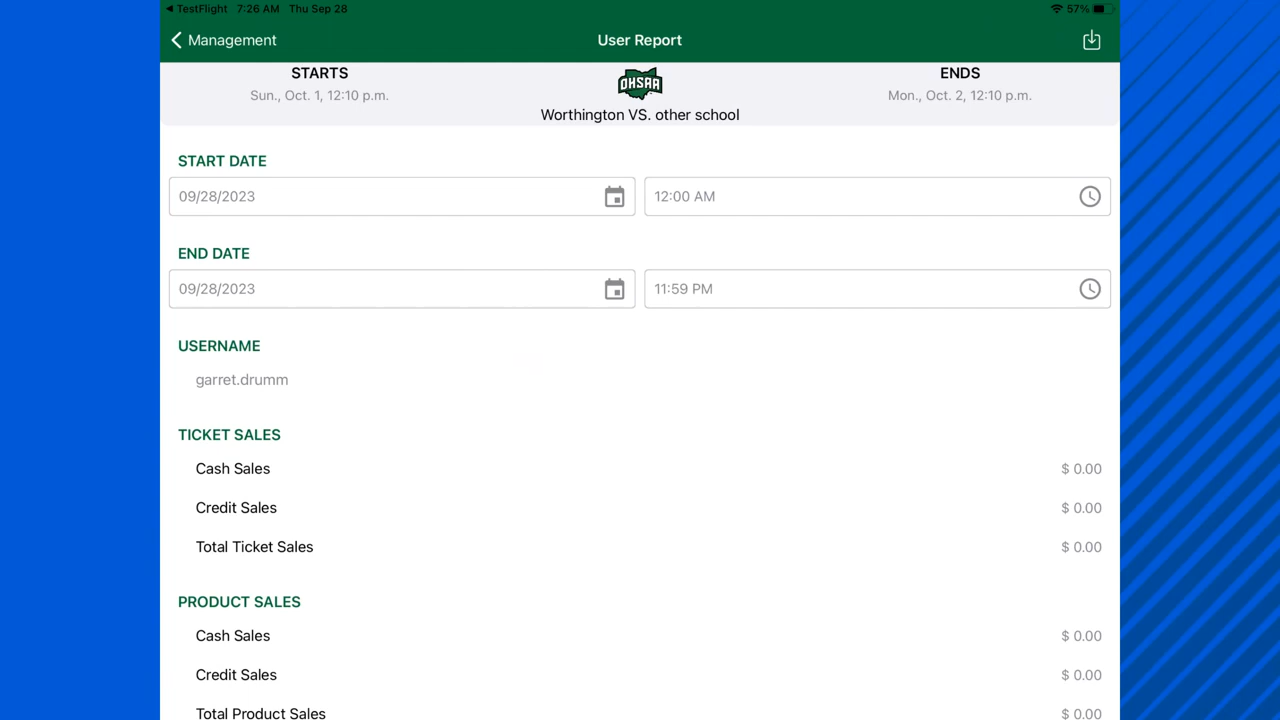 TestFlight 7:26 AM Thu Sep 28 57%
Management User Report
STARTS OHSAA ENDS
Sun., Oct. 1, 12:10 p.m. Mon., Oct. 2, 12:10 p.m.
Worthington VS. other school
START DATE
09/28/2023 12:00 AM
END DATE
09/28/2023 11:59 PM
USERNAME
garret.drumm
TICKET SALES
Cash Sales $ 0.00
Credit Sales $ 0.00
Total Ticket Sales $ 0.00
PRODUCT SALES
Cash Sales $ 0.00
Credit Sales $ 0.00
Total Product Sales $ 0.00